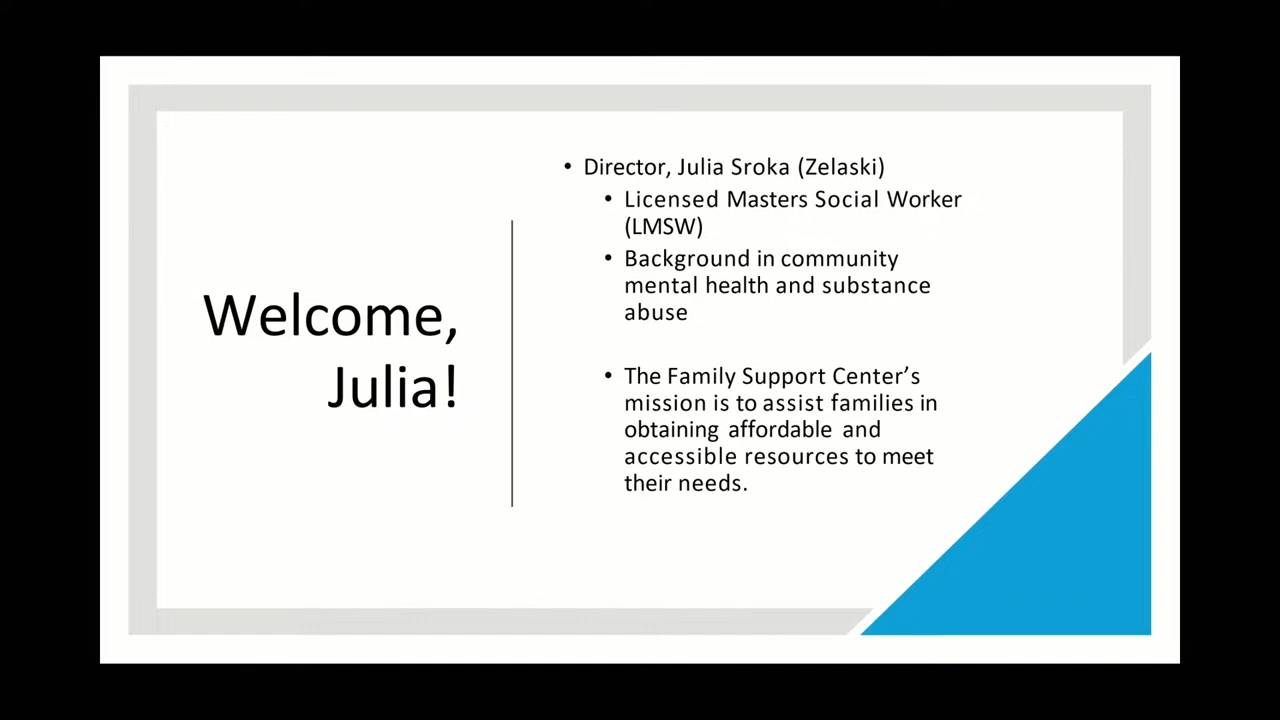 Welcome,
Julia!
• Director, Julia Sroka (Zelaski)
• Licensed Masters Social Worker
(LMSW)
• Background in community
mental health and substance
abuse
• The Family Support Center’s
mission is to assist families in
obtaining affordable and
accessible resources to meet
their needs.